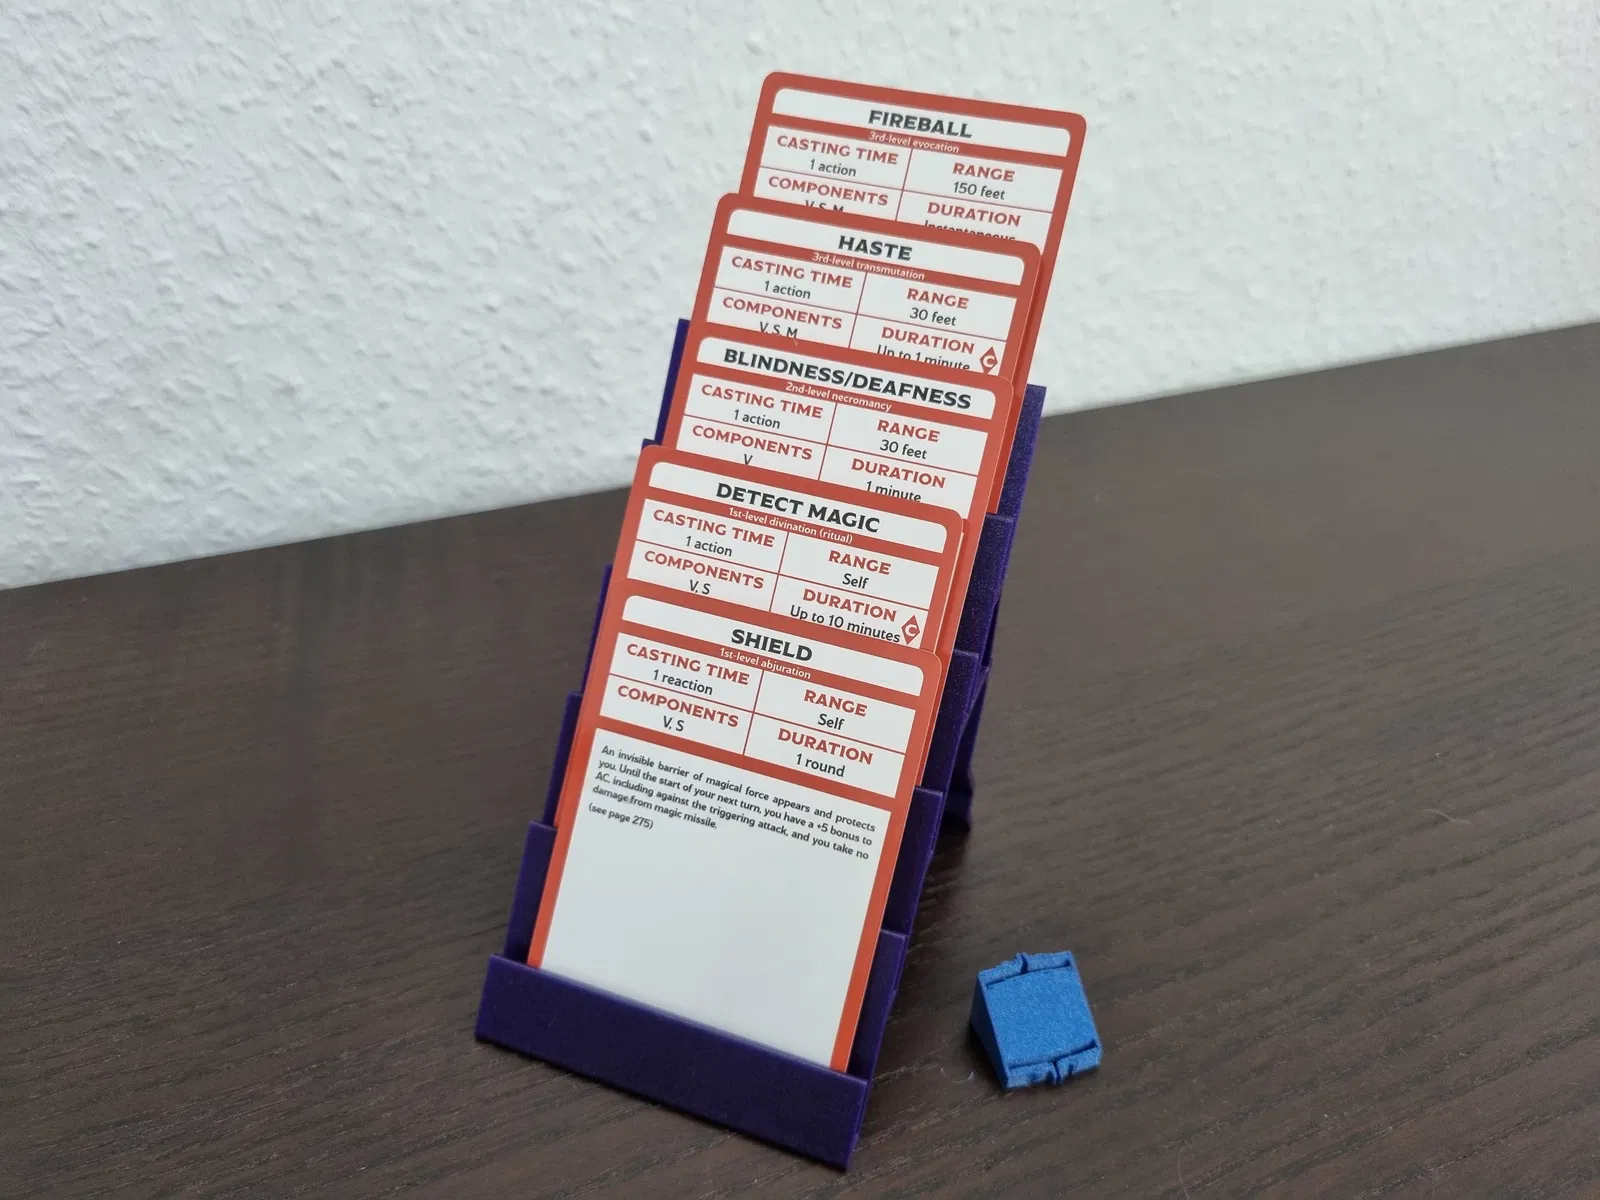 FIREBALL
3rd-level evocation
CASTING TIME
1 action
RANGE
150 feet
COMPONENTS
V, S, M
DURATION
Instantaneous
HASTE
3rd-level transmutation
CASTING TIME
1 action
RANGE
30 feet
COMPONENTS
V, S, M
DURATION
Up to 1 minute
C
BLINDNESS/DEAFNESS
2nd-level necromancy
CASTING TIME
1 action
RANGE
30 feet
COMPONENTS
V
DURATION
1 minute
DETECT MAGIC
1st-level divination (ritual)
CASTING TIME
1 action
RANGE
Self
COMPONENTS
V, S
DURATION
Up to 10 minutes
C
SHIELD
1st-level abjuration
CASTING TIME
1 reaction
RANGE
Self
COMPONENTS
V, S
DURATION
1 round
An invisible barrier of magical force appears and protects
you. Until the start of your next turn, you have a +5 bonus to
AC, including against the triggering attack, and you take no
damage from magic missile.
(see page 275)